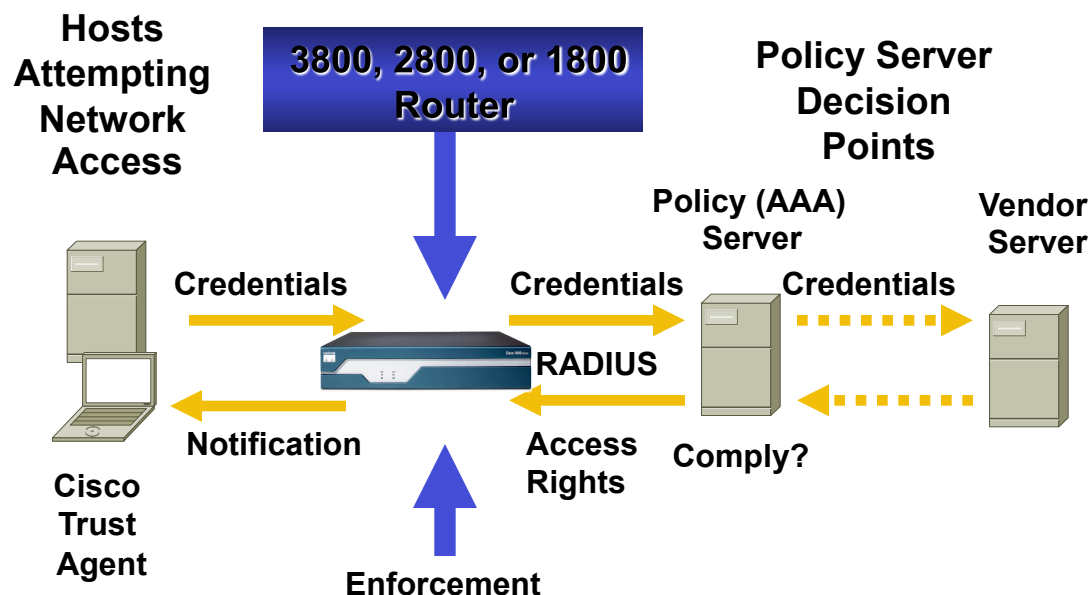 Hosts
Attempting
Network
Access
3800, 2800, or 1800
Router
Policy Server
Decision
Points
Policy (AAA)
Server
Vendor
Server
Credentials
Credentials
Credentials
RADIUS
Notification
Access
Rights
Comply?
Cisco
Trust
Agent
Enforcement